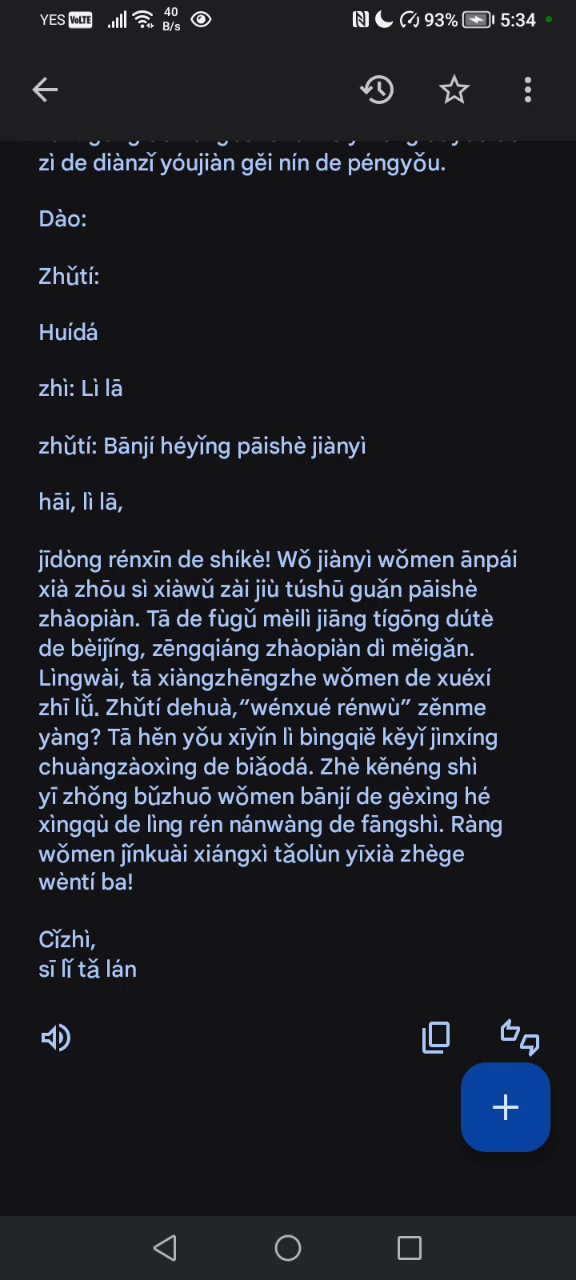 YES VoLTE 40 B/s 93% 5:34
zì de diànzǐ yóujiàn gěi nín de péngyǒu.
Dào:
Zhǔtí:
Huídá
zhì: Lì lā
zhǔtí: Bānjí héyǐng pāishè jiànyì
hāi, lì lā,
jīdòng rénxīn de shíkè! Wǒ jiànyì wǒmen ānpái
xià zhōu sì xiàwǔ zài jiù túshū guǎn pāishè
zhàopiàn. Tā de fùgǔ mèilì jiāng tígōng dútè
de bèijǐng, zēngqiáng zhàopiàn dì měigǎn.
Lìngwài, tā xiàngzhēngzhe wǒmen de xuéxí
zhī lǚ. Zhǔtí dehuà,“wénxué rénwù” zěnme
yàng? Tā hěn yǒu xīyǐn lì bìngqiě kěyǐ jìnxíng
chuàngzàoxìng de biǎodá. Zhè kěnéng shì
yī zhǒng bǔzhuō wǒmen bānjí de gèxìng hé
xìngqù de lìng rén nánwàng de fāngshì. Ràng
wǒmen jǐnkuài xiángxì tǎolùn yīxià zhège
wèntí ba!
Cǐzhì,
sī lǐ tǎ lán